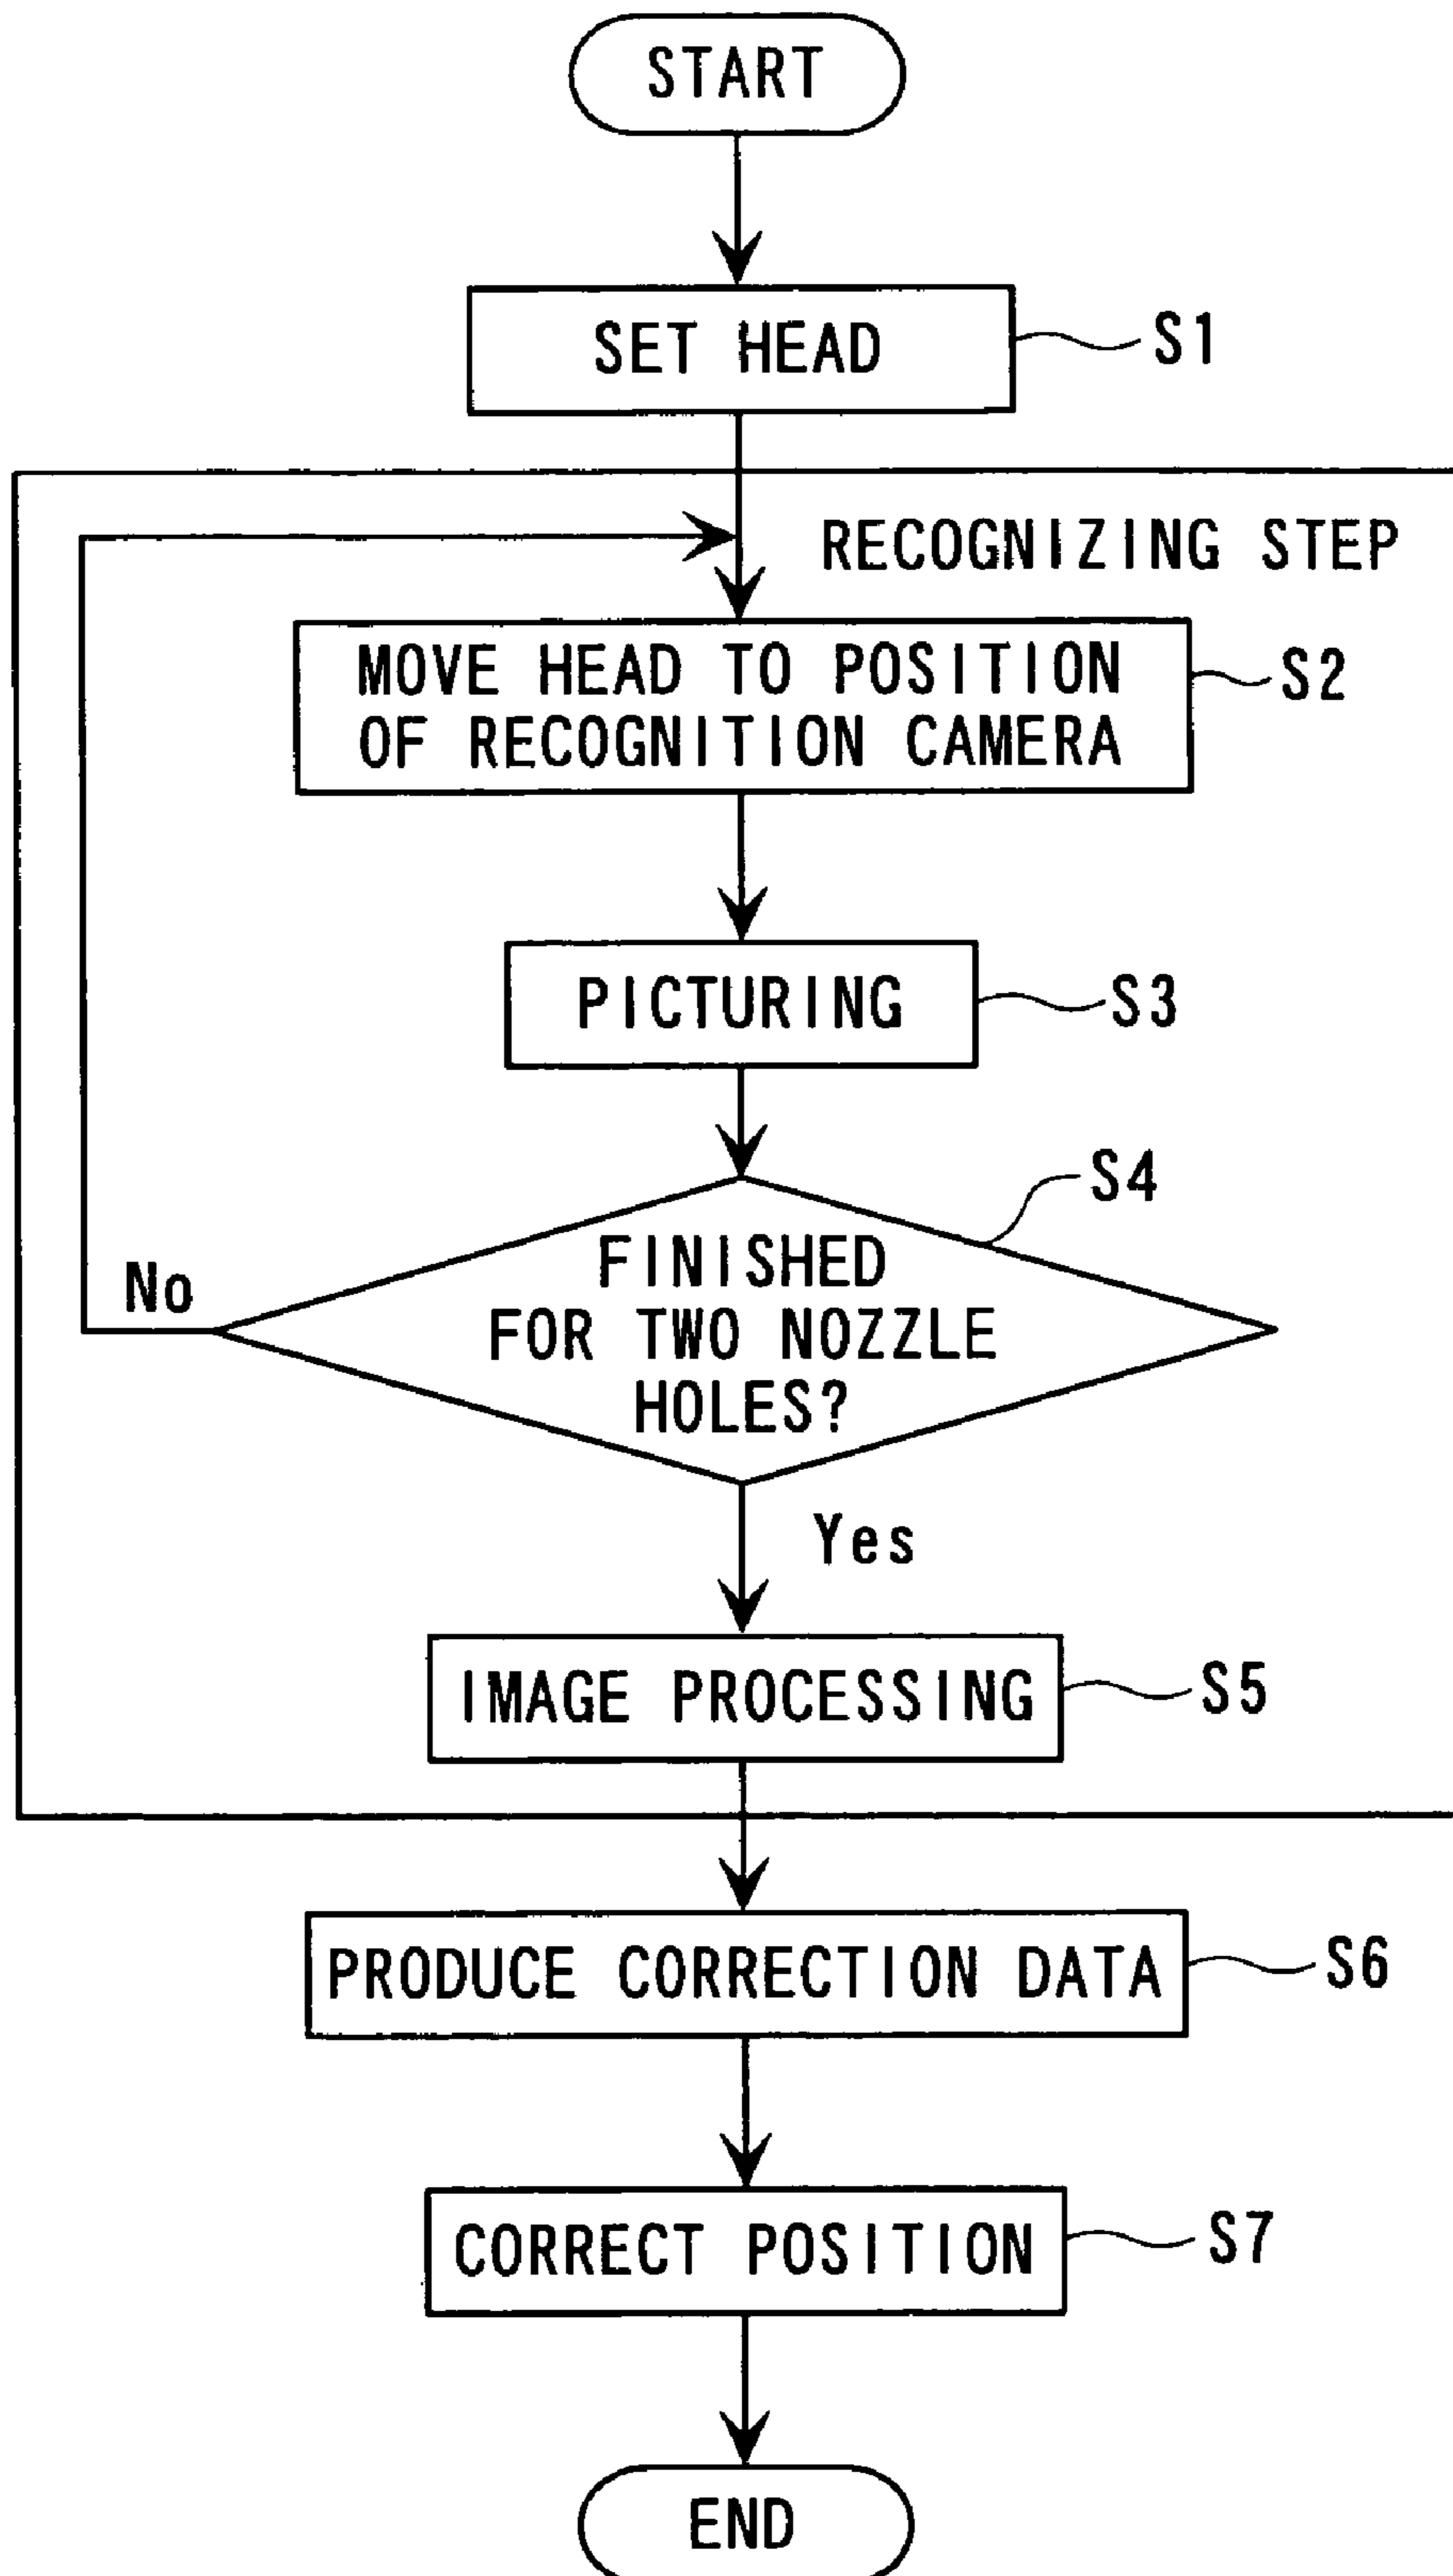 START
SET HEAD
S1
RECOGNIZING STEP
MOVE HEAD TO POSITION
OF RECOGNITION CAMERA
S2
PICTURING
S3
S4
FINISHED
FOR TWO NOZZLE
HOLES?
No
Yes
IMAGE PROCESSING
S5
PRODUCE CORRECTION DATA
S6
CORRECT POSITION
S7
END